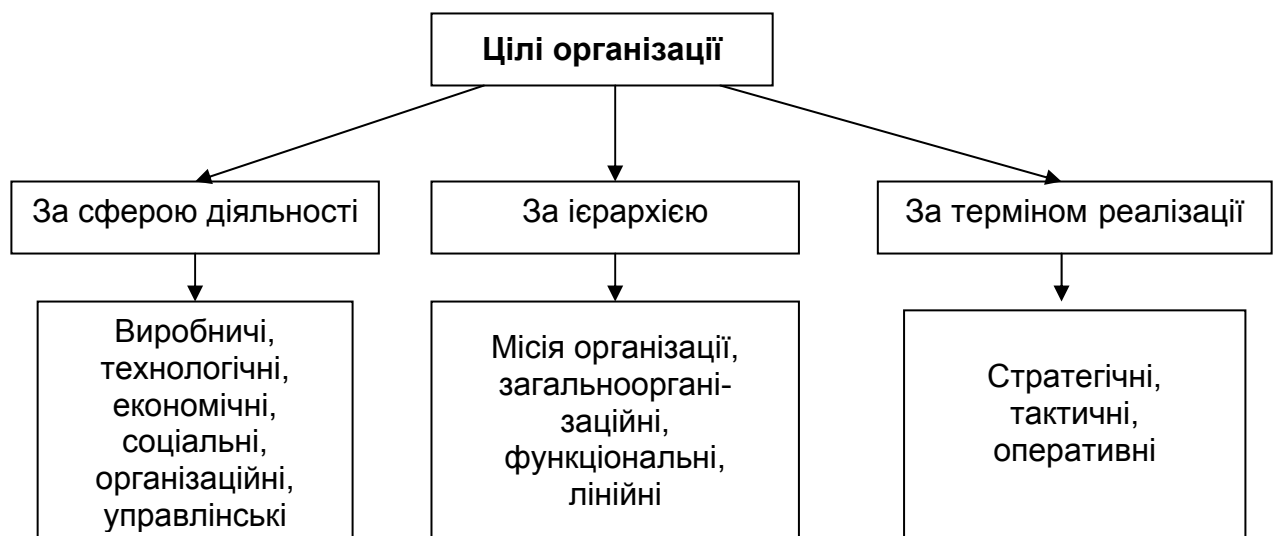 Цілі організації
За сферою діяльності
За ієрархією
За терміном реалізації
Виробничі,
технологічні,
економічні,
соціальні,
організаційні,
управлінські
Місія організації,
загальнооргані-
заційні,
функціональні,
лінійні
Стратегічні,
тактичні,
оперативні